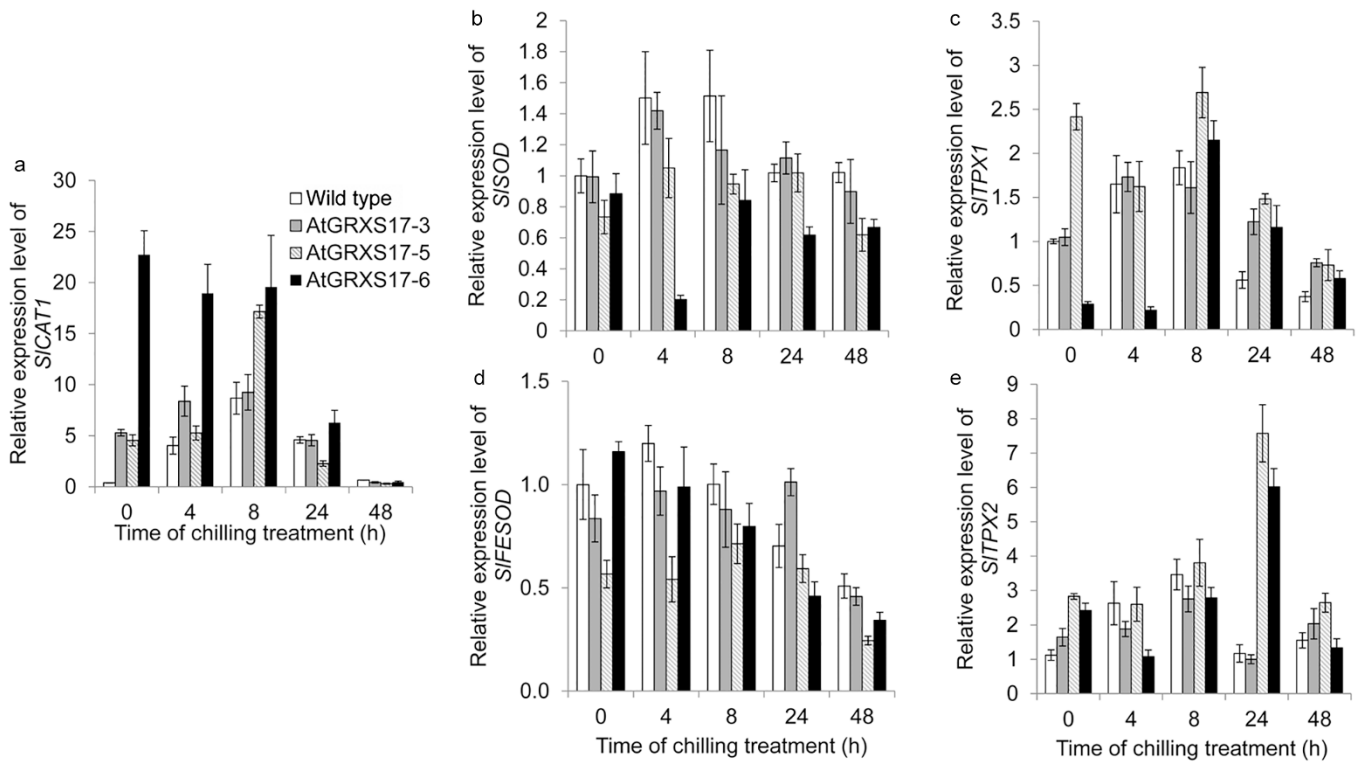 a
Relative expression level of
SlCAT1
30
25
20
15
10
5
0
Wild type
AtGRXS17-3
AtGRXS17-5
AtGRXS17-6
0 4 8 24 48
Time of chilling treatment (h)
b
Relative expression level of
SlSOD
2
1.8
1.6
1.4
1.2
1
0.8
0.6
0.4
0.2
0
0 4 8 24 48
c
Relative expression level of
SlTPX1
3.5
3
2.5
2
1.5
1
0.5
0
0 4 8 24 48
d
Relative expression level of
SlFESOD
1.5
1.0
0.5
0.0
0 4 8 24 48
Time of chilling treatment (h)
e
Relative expression level of
SlTPX2
9
8
7
6
5
4
3
2
1
0
0 4 8 24 48
Time of chilling treatment (h)